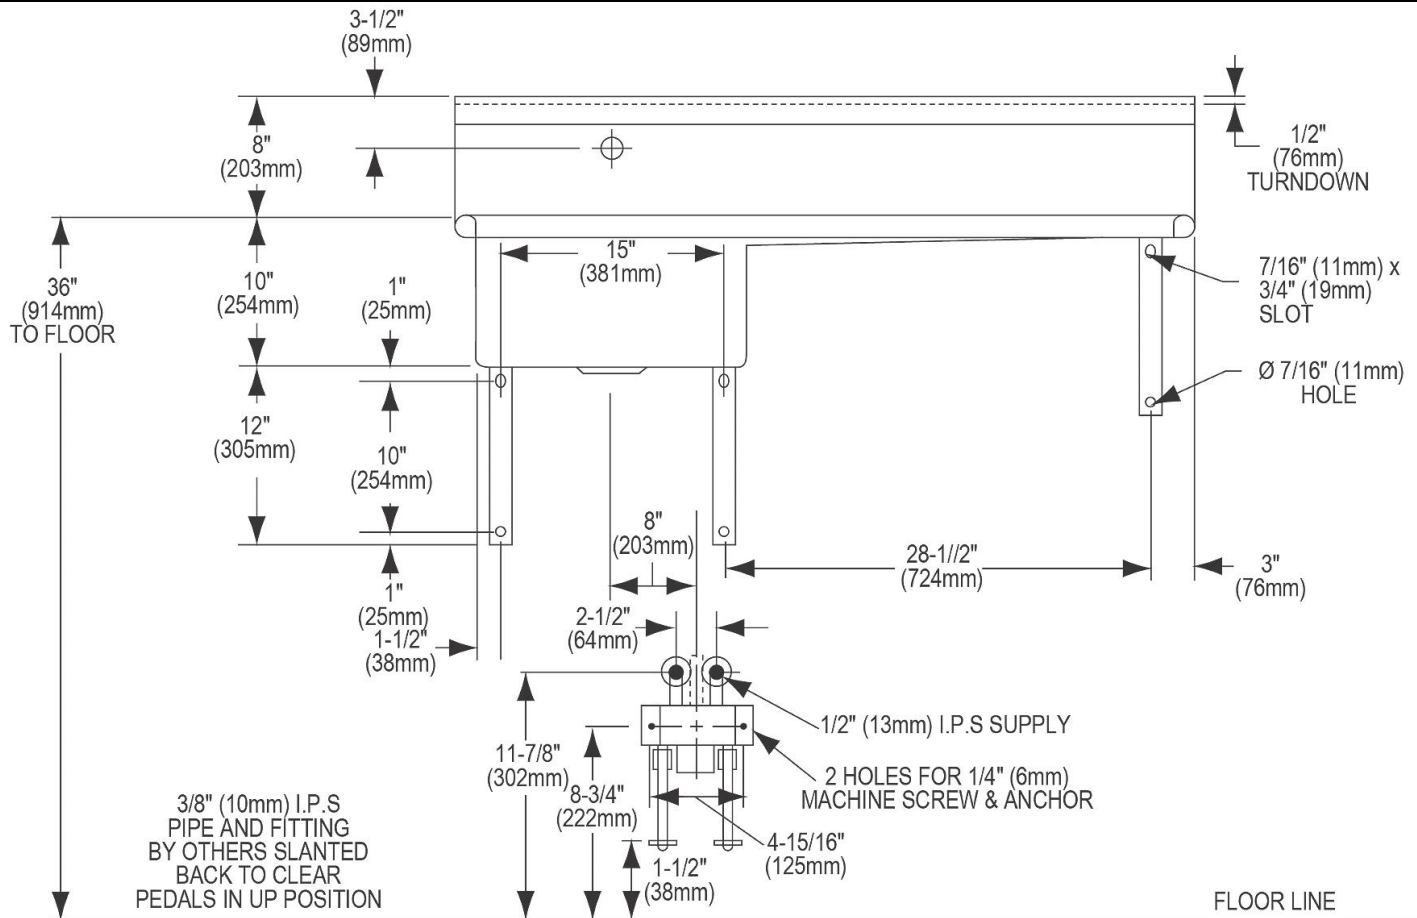 3-1/2"
(89mm)
8"
(203mm)
1/2"
(76mm)
TURNDOWN
36"
(914mm)
TO FLOOR
10"
(254mm)
1"
(25mm)
15"
(381mm)
7/16" (11mm) x
3/4" (19mm)
SLOT
Ø 7/16" (11mm)
HOLE
12"
(305mm)
10"
(254mm)
8"
(203mm)
28-1//2"
(724mm)
3"
(76mm)
1"
(25mm)
1-1/2"
(38mm)
2-1/2"
(64mm)
1/2" (13mm) I.P.S SUPPLY
11-7/8"
(302mm)
8-3/4"
(222mm)
2 HOLES FOR 1/4" (6mm)
MACHINE SCREW & ANCHOR
4-15/16"
(125mm)
1-1/2"
(38mm)
3/8" (10mm) I.P.S
PIPE AND FITTING
BY OTHERS SLANTED
BACK TO CLEAR
PEDALS IN UP POSITION
FLOOR LINE